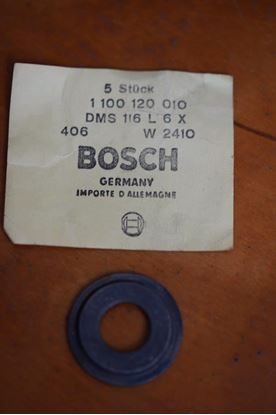 5 Stück
1 100 120 010
DMS 116 L 6 X
406 W 2410
BOSCH
GERMANY
IMPORTE D'ALLEMAGNE